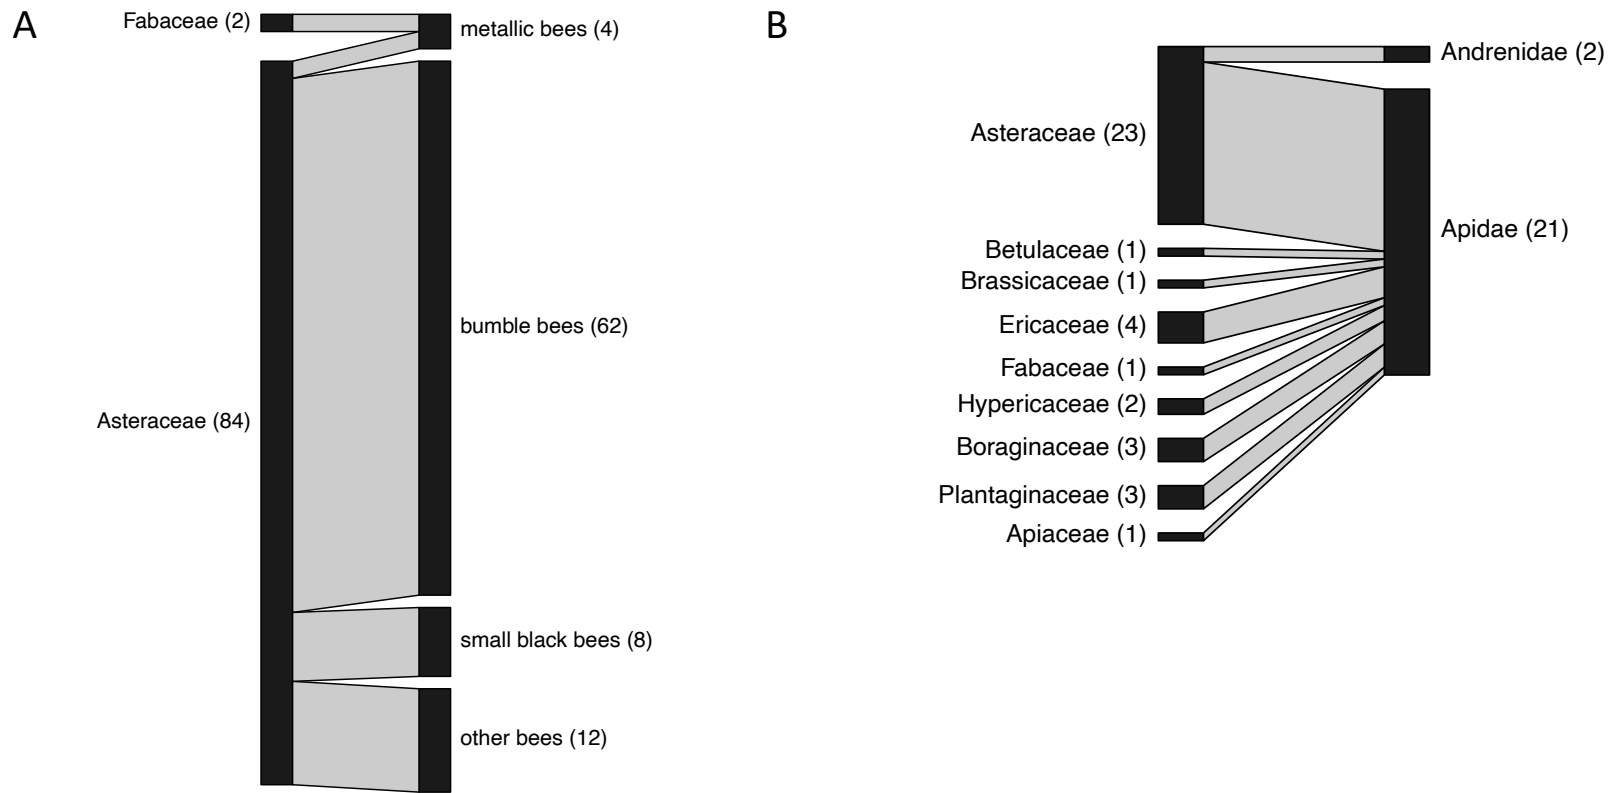 A
Fabaceae (2)
metallic bees (4)
bumble bees (62)
Asteraceae (84)
small black bees (8)
other bees (12)
B
Andrenidae (2)
Asteraceae (23)
Apidae (21)
Betulaceae (1)
Brassicaceae (1)
Ericaceae (4)
Fabaceae (1)
Hypericaceae (2)
Boraginaceae (3)
Plantaginaceae (3)
Apiaceae (1)